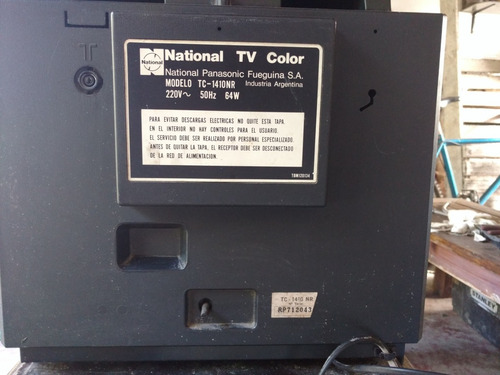 T
National
National TV Color
National Panasonic Fueguina S.A.
MODELO TC-1410NR
Industria Argentina
220V~ 50Hz 64W
PARA EVITAR DESCARGAS ELECTRICAS NO QUITE ESTA TAPA.
EN EL INTERIOR NO HAY CONTROLES PARA EL USUARIO.
EL SERVICIO DEBE SER REALIZADO POR PERSONAL ESPECIALIZADO.
ANTES DE QUITAR LA TAPA, EL RECEPTOR DEBE SER DESCONECTADO
DE LA RED DE ALIMENTACION.
TC-1410 NR
RP712043
STANLEY